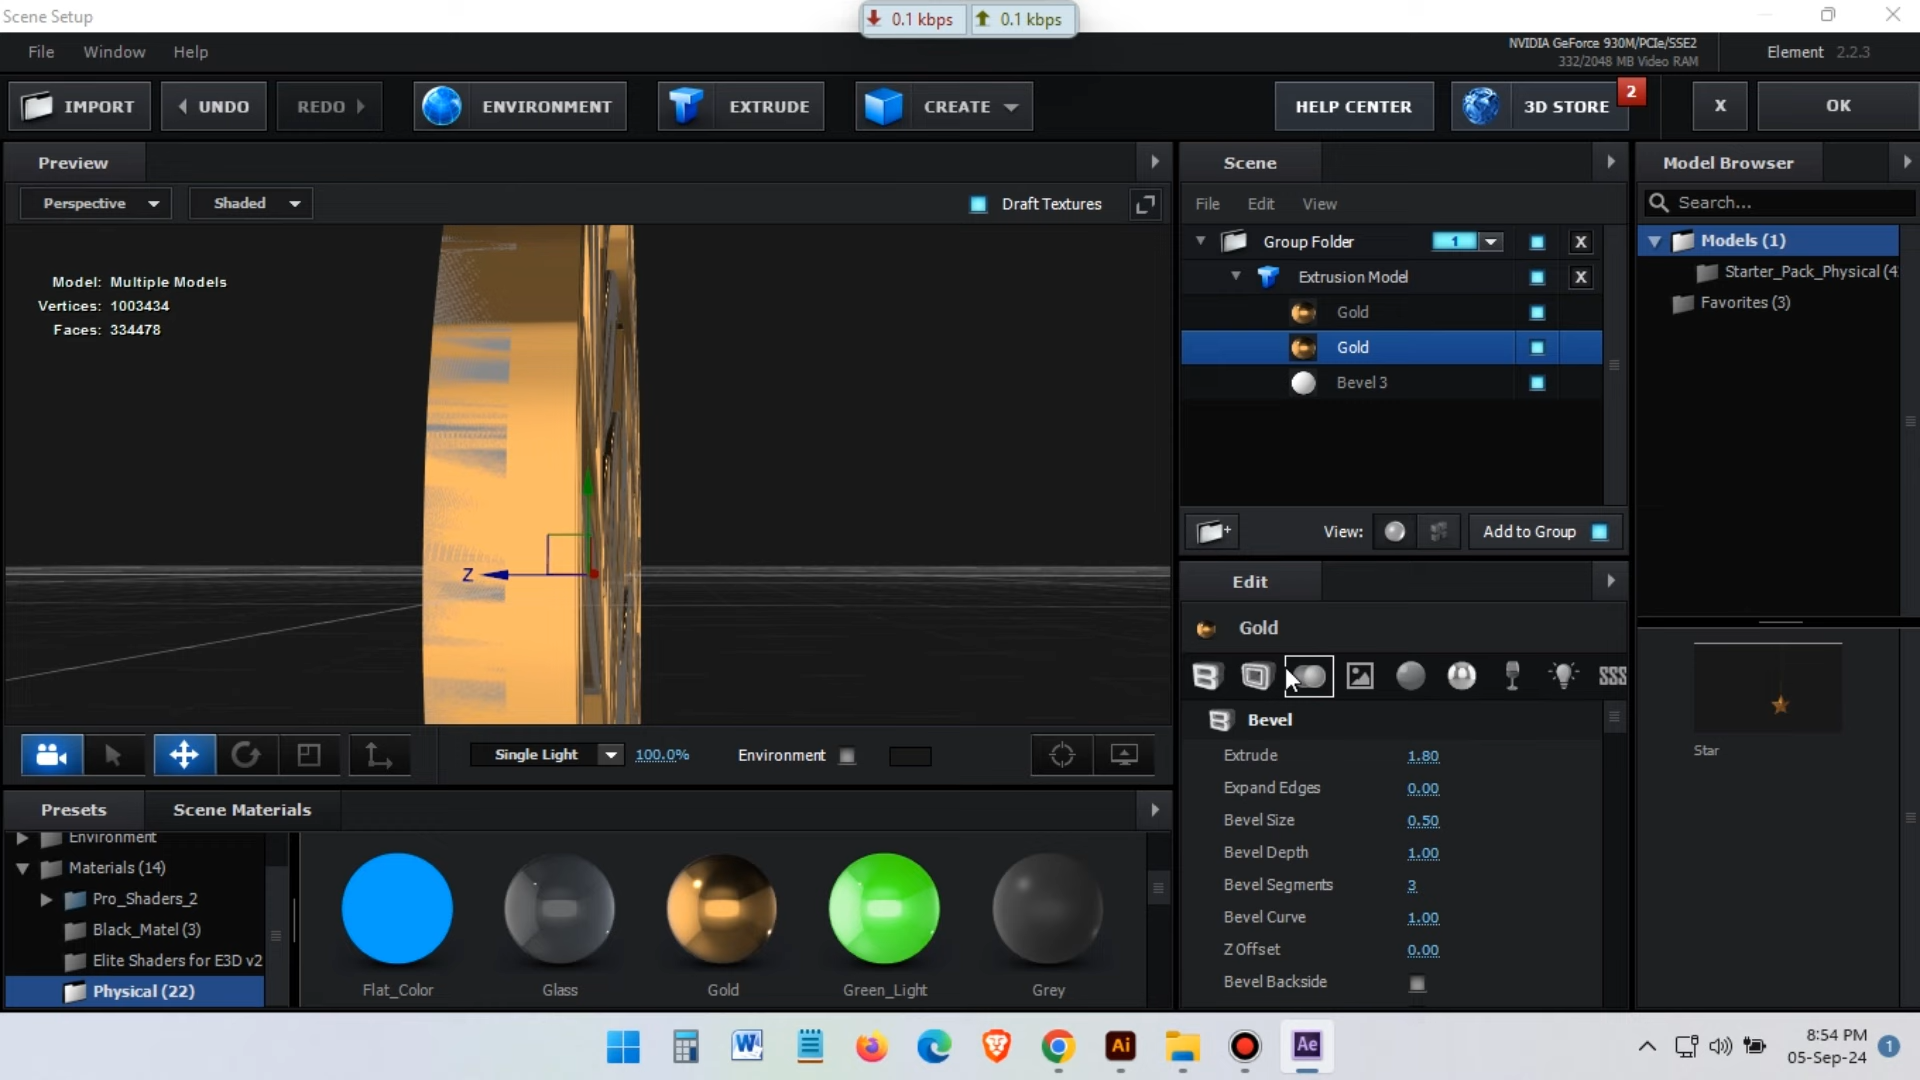 Scene Setup
0.1 kbps
0.1 kbps
File Window Help
NVIDIA GeForce 930M/PCIe/SSE2
332/2048 MB Video RAM
Element 2.2.3
IMPORT
UNDO
REDO
ENVIRONMENT
EXTRUDE
CREATE
HELP CENTER
3D STORE
2
X
OK
Preview
Perspective
Shaded
Draft Textures
Model: Multiple Models
Vertices: 1003434
Faces: 334478
Z
Single Light
100.0%
Environment
Scene
File Edit View
Group Folder
1
X
Extrusion Model
X
Gold
Gold
Bevel 3
View:
Add to Group
Edit
Gold
Bevel
Extrude 1.80
Expand Edges 0.00
Bevel Size 0.50
Bevel Depth 1.00
Bevel Segments 3
Bevel Curve 1.00
Z Offset 0.00
Bevel Backside
Model Browser
Search...
Models (1)
Starter_Pack_Physical (4
Favorites (3)
Star
Presets
Scene Materials
Environment
Materials (14)
Pro_Shaders_2
Black_Matel (3)
Elite Shaders for E3D v2
Physical (22)
Flat_Color
Glass
Gold
Green_Light
Grey
W
Ai
Ae
8:54 PM
05-Sep-24
1